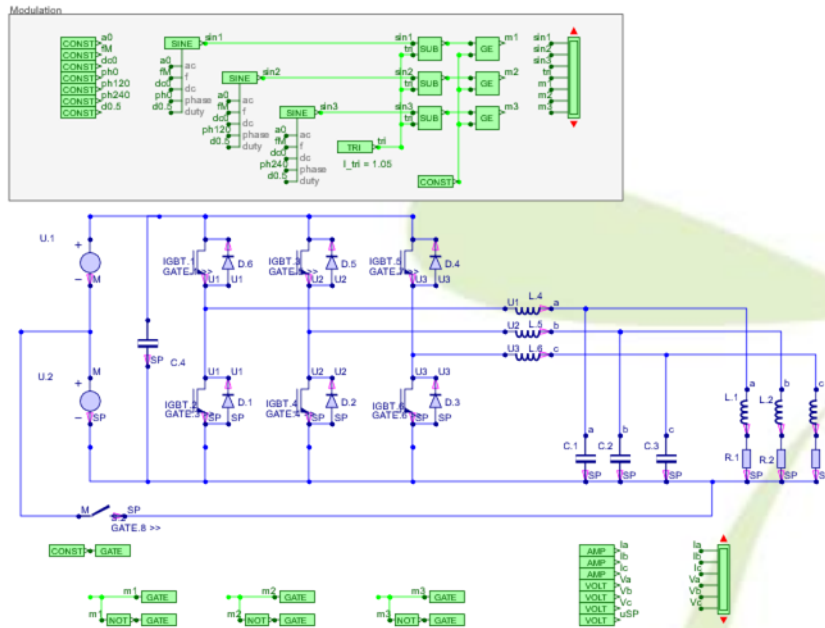 Modulation
CONST a0
CONST fM
CONST dc0
CONST ph0
CONST ph120
CONST ph240
CONST d0.5
SINE sin1
a0 ac
fM f
dc0 dc
ph0 phase
d0.5 duty
SINE sin2
a0 ac
fM f
dc0 dc
ph120 phase
d0.5 duty
SINE sin3
a0 ac
fM f
dc0 dc
ph240 phase
d0.5 duty
TRI tri
I_tri = 1.05
sin1
tri
SUB
GE
m1
sin2
tri
SUB
GE
m2
sin3
tri
SUB
GE
m3
CONST
sin1
sin2
sin3
tri
m1
m2
m3
U.1
+
−
M
U.2
M
+
−
SP
C.4
SP
IGBT.1
U1
D.6
U1
IGBT.3
U2
D.5
U2
IGBT.5
U3
D.4
U3
U1 L.4 a
U2 L.5 b
U3 L.6 c
U1
U1
IGBT.2
SP
D.1
SP
U2
U2
IGBT.4
GATE.4 >>
SP
D.2
SP
U3
U3
IGBT.6
GATE.6
SP
D.3
SP
a
C.1
SP
b
C.2
SP
c
C.3
SP
a
L.1
R.1
SP
b
L.2
R.2
SP
c
SP
M SP
GATE.8 >>
CONST GATE
m1 GATE
m1 NOT GATE
m2 GATE
m2 NOT GATE
m3 GATE
m3 NOT GATE
AMP Ia
AMP Ib
AMP Ic
VOLT Va
VOLT Vb
VOLT Vc
VOLT uSP
Ia
Ib
Ic
Va
Vb
Vc